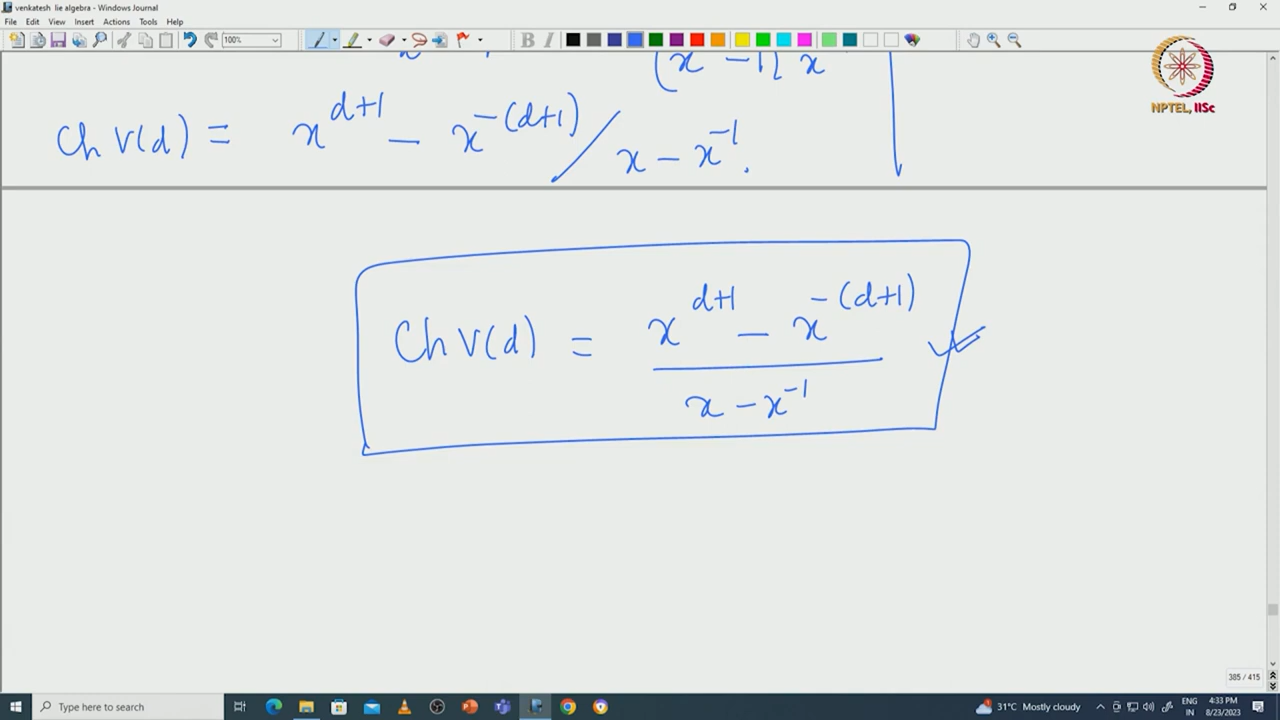 venkatesh lie algebra - Windows Journal
File Edit View Insert Actions Tools Help
100%
B I
(x - 1) x
NPTEL, IISc
Ch V(d) = x^{d+1} - x^{-(d+1)} / x - x^{-1}.
Ch V(d) = \frac{x^{d+1} - x^{-(d+1)}}{x - x^{-1}}
385 / 415
Type here to search
31°C Mostly cloudy
ENG
IN
4:33 PM
8/23/2023